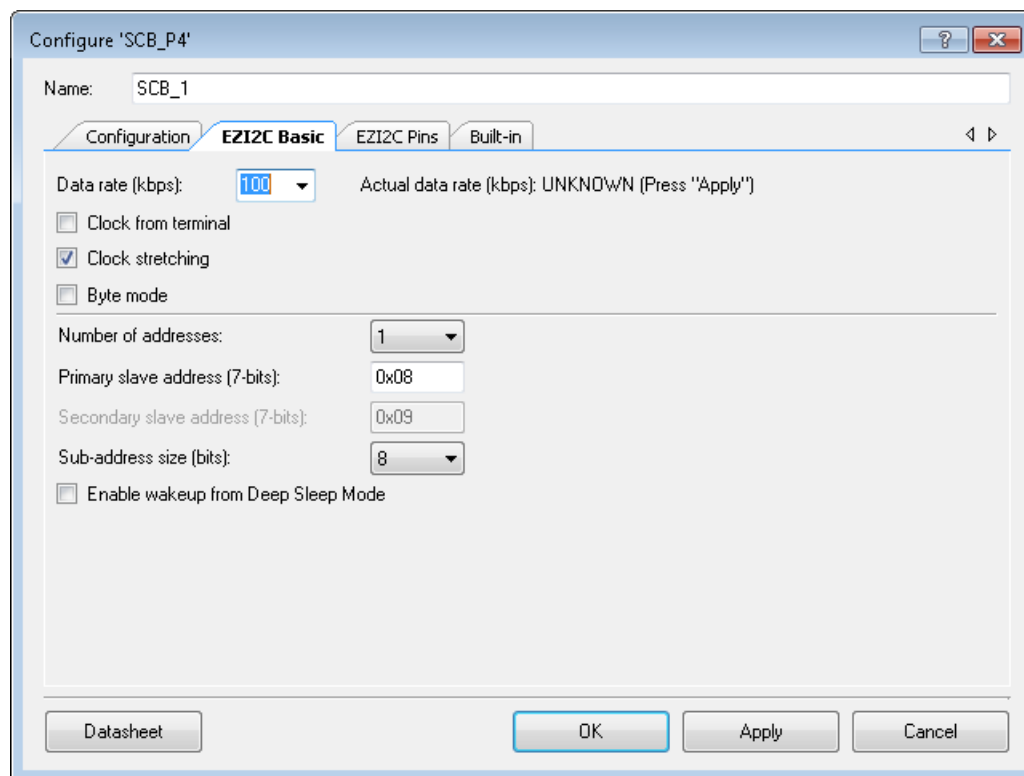 Configure 'SCB_P4'
?
Name: SCB_1
Configuration EZI2C Basic EZI2C Pins Built-in
Data rate (kbps): 100 Actual data rate (kbps): UNKNOWN (Press "Apply")
Clock from terminal
Clock stretching
Byte mode
Number of addresses: 1
Primary slave address (7-bits): 0x08
Secondary slave address (7-bits): 0x09
Sub-address size (bits): 8
Enable wakeup from Deep Sleep Mode
Datasheet OK Apply Cancel